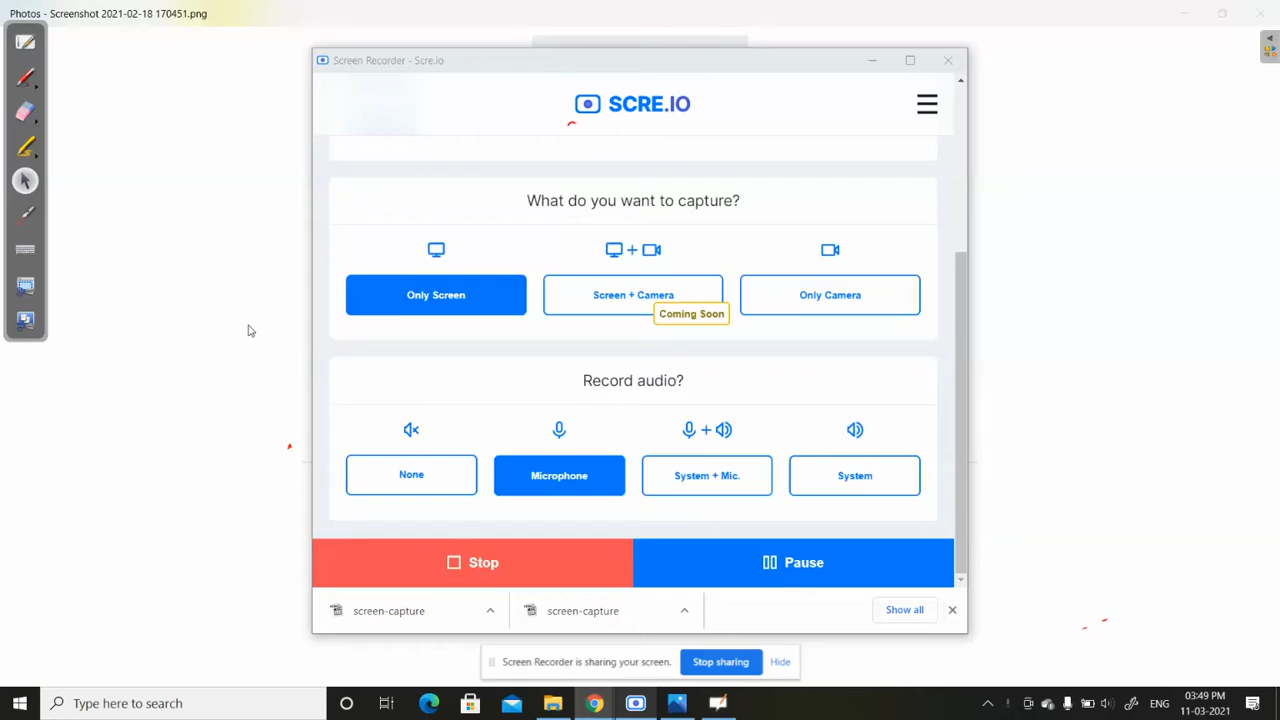 Photos - Screenshot 2021-02-18 170451.png
Screen Recorder - Scre.io
SCRE.IO
What do you want to capture?
Only Screen
Screen + Camera
Only Camera
Coming Soon
Record audio?
None
Microphone
System + Mic.
System
Stop
Pause
screen-capture
screen-capture
Show all
Screen Recorder is sharing your screen.
Stop sharing
Hide
Type here to search
ENG
03:49 PM
11-03-2021